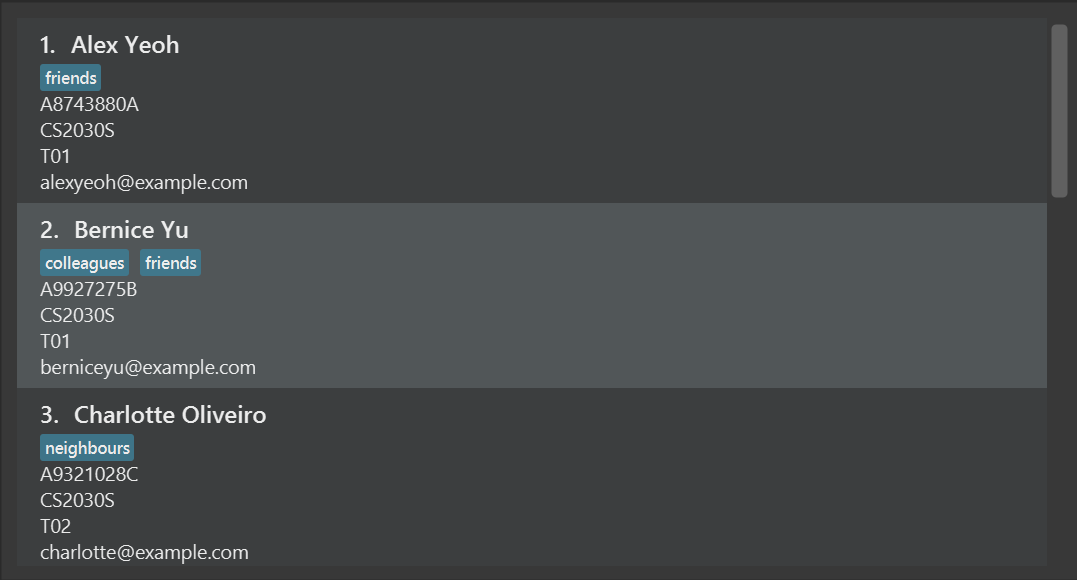 1. Alex Yeoh
friends
A8743880A
CS2030S
T01
alexyeoh@example.com
2. Bernice Yu
colleagues friends
A9927275B
CS2030S
T01
berniceyu@example.com
3. Charlotte Oliveiro
neighbours
A9321028C
CS2030S
T02
charlotte@example.com